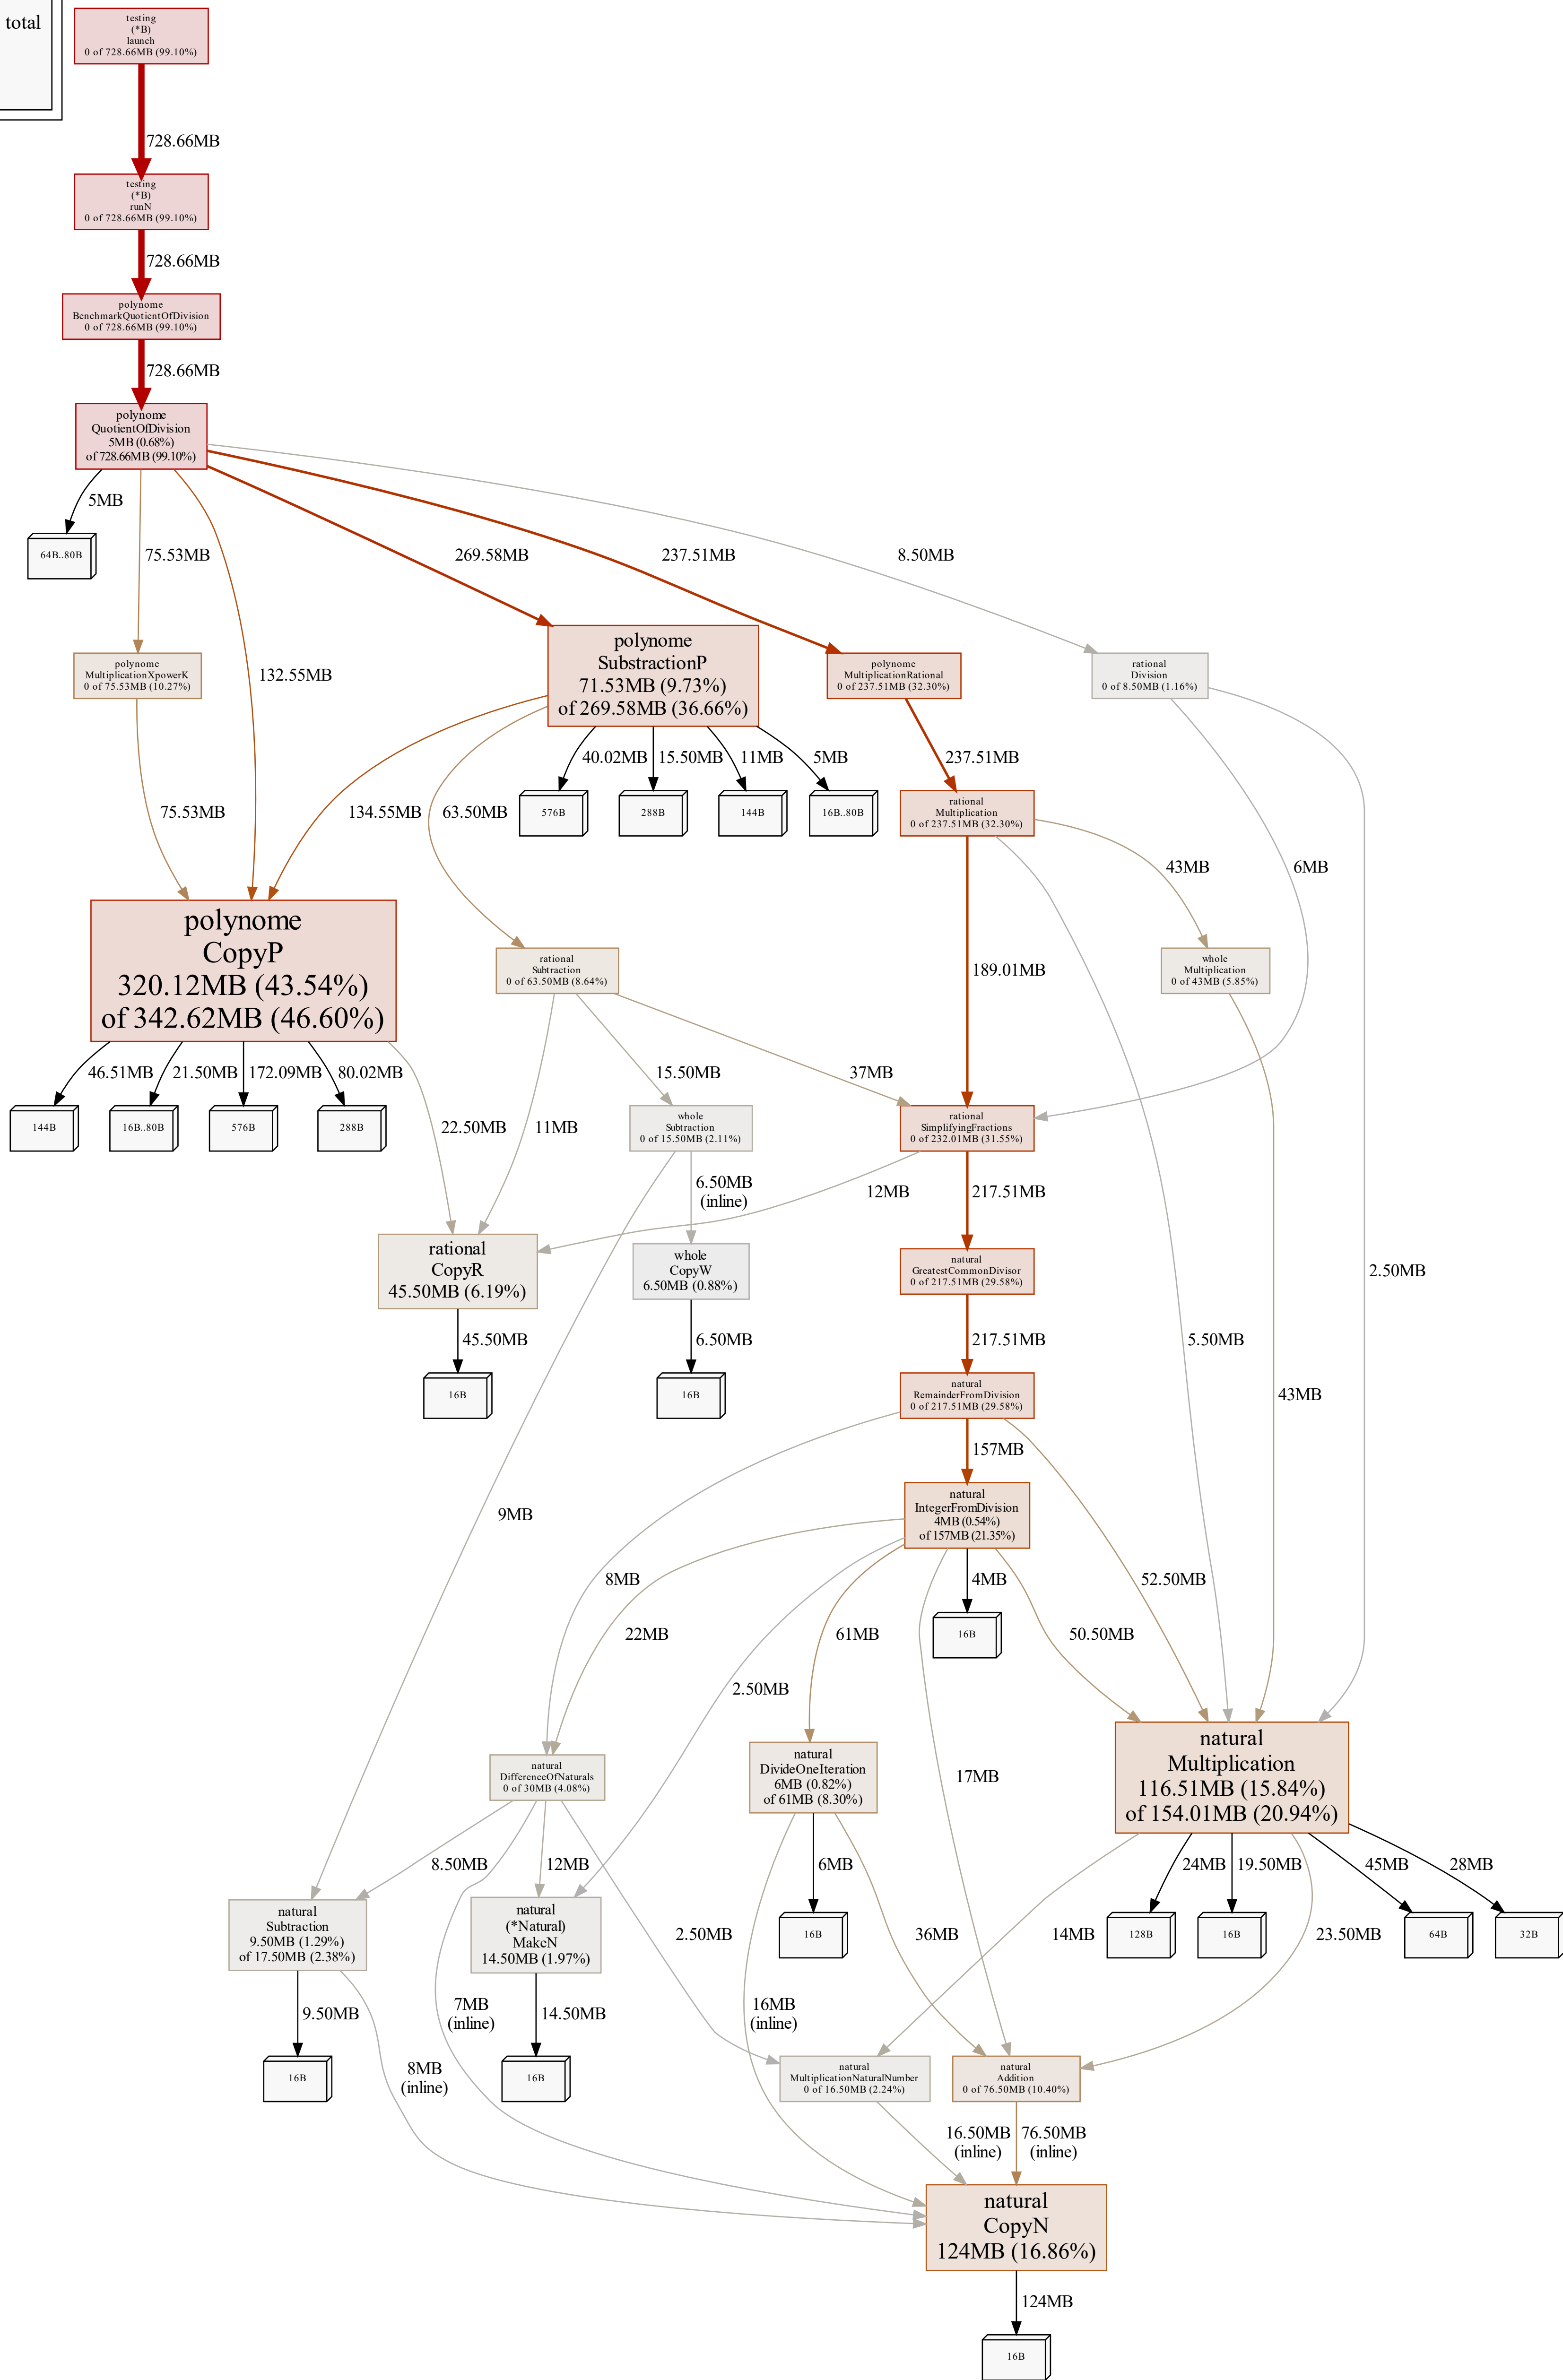 total
testing
(*B)
launch
0 of 728.66MB (99.10%)
728.66MB
testing
(*B)
runN
0 of 728.66MB (99.10%)
728.66MB
polynome
BenchmarkQuotientOfDivision
0 of 728.66MB (99.10%)
728.66MB
polynome
QuotientOfDivision
5MB (0.68%)
of 728.66MB (99.10%)
5MB
75.53MB
132.55MB
269.58MB
237.51MB
8.50MB
64B..80B
polynome
MultiplicationXpowerK
0 of 75.53MB (10.27%)
polynome
SubstractionP
71.53MB (9.73%)
of 269.58MB (36.66%)
polynome
MultiplicationRational
0 of 237.51MB (32.30%)
rational
Division
0 of 8.50MB (1.16%)
75.53MB
134.55MB
63.50MB
40.02MB
15.50MB
11MB
5MB
237.51MB
576B
288B
144B
16B..80B
rational
Multiplication
0 of 237.51MB (32.30%)
43MB
6MB
polynome
CopyP
320.12MB (43.54%)
of 342.62MB (46.60%)
rational
Subtraction
0 of 63.50MB (8.64%)
189.01MB
whole
Multiplication
0 of 43MB (5.85%)
46.51MB
21.50MB
172.09MB
80.02MB
22.50MB
11MB
15.50MB
37MB
144B
16B..80B
576B
288B
whole
Subtraction
0 of 15.50MB (2.11%)
rational
SimplifyingFractions
0 of 232.01MB (31.55%)
6.50MB
(inline)
12MB
217.51MB
rational
CopyR
45.50MB (6.19%)
whole
CopyW
6.50MB (0.88%)
natural
GreatestCommonDivisor
0 of 217.51MB (29.58%)
2.50MB
45.50MB
6.50MB
217.51MB
5.50MB
43MB
16B
16B
natural
RemainderFromDivision
0 of 217.51MB (29.58%)
157MB
9MB
natural
IntegerFromDivision
4MB (0.54%)
of 157MB (21.35%)
8MB
22MB
2.50MB
61MB
4MB
50.50MB
52.50MB
16B
17MB
natural
DifferenceOfNaturals
0 of 30MB (4.08%)
natural
DivideOneIteration
6MB (0.82%)
of 61MB (8.30%)
natural
Multiplication
116.51MB (15.84%)
of 154.01MB (20.94%)
8.50MB
12MB
6MB
24MB
19.50MB
45MB
28MB
natural
Subtraction
9.50MB (1.29%)
of 17.50MB (2.38%)
natural
(*Natural)
MakeN
14.50MB (1.97%)
2.50MB
16B
36MB
14MB
128B
16B
23.50MB
64B
32B
9.50MB
7MB
(inline)
14.50MB
16MB
(inline)
8MB
(inline)
16B
16B
natural
MultiplicationNaturalNumber
0 of 16.50MB (2.24%)
natural
Addition
0 of 76.50MB (10.40%)
16.50MB
(inline)
76.50MB
(inline)
natural
CopyN
124MB (16.86%)
124MB
16B